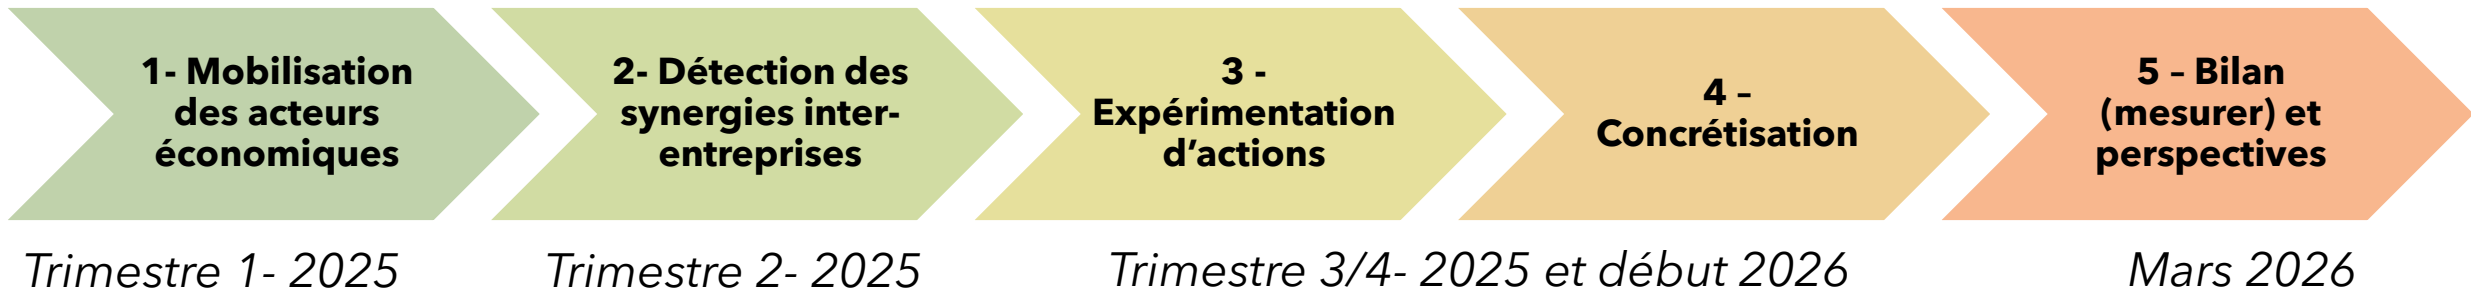 1- Mobilisation
des acteurs
économiques
2- Détection des
synergies inter-
entreprises
3 -
Expérimentation
d’actions
4 –
Concrétisation
5 – Bilan
(mesurer) et
perspectives
Trimestre 1- 2025
Trimestre 2- 2025
Trimestre 3/4- 2025 et début 2026
Mars 2026